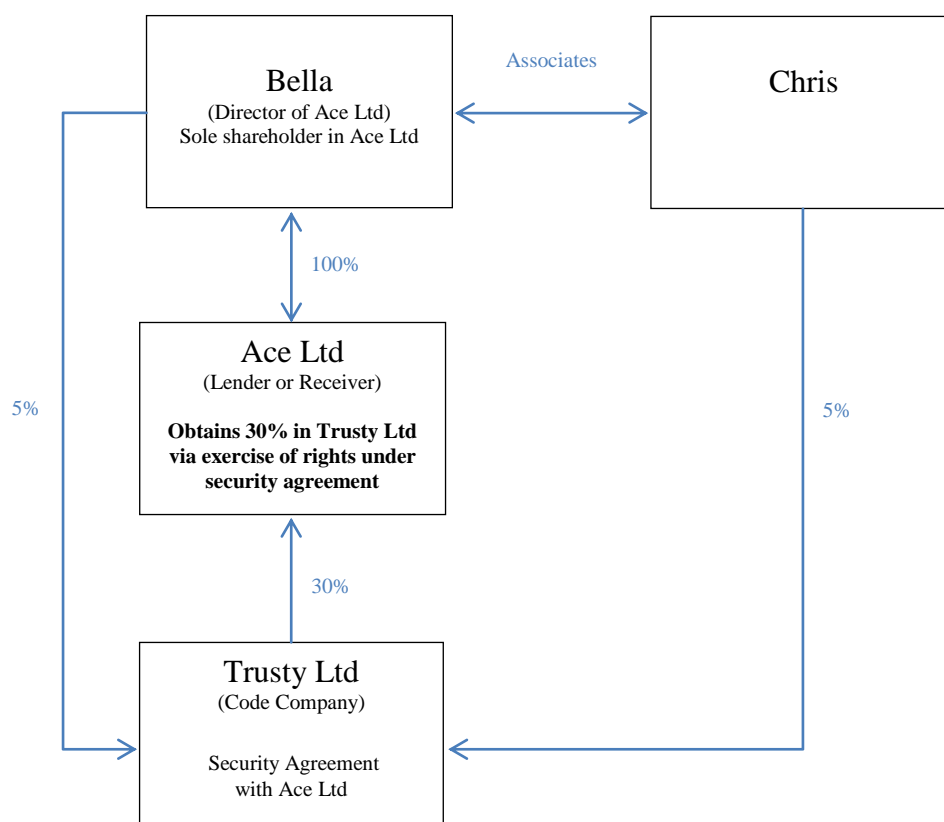 Bella
(Director of Ace Ltd)
Sole shareholder in Ace Ltd
Associates
Chris
100%
Ace Ltd
(Lender or Receiver)
Obtains 30% in Trusty Ltd
via exercise of rights under
security agreement
5%
5%
30%
Trusty Ltd
(Code Company)
Security Agreement
with Ace Ltd